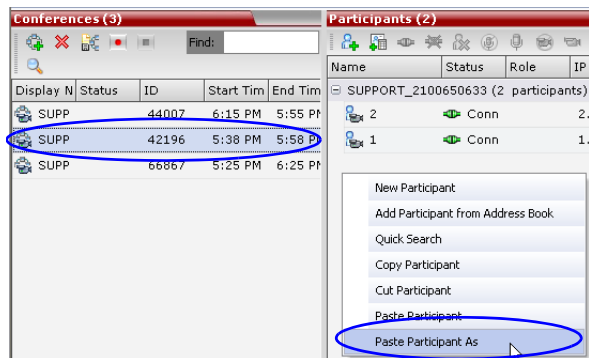 Conferences (3)
Find:
Display N Status ID Start Tim End Tim
SUPP 44007 6:15 PM 5:55 PM
SUPP 42196 5:38 PM 5:58 PM
SUPP 66867 5:25 PM 6:25 PM
Participants (2)
Name Status Role IP
SUPPORT_2100650633 (2 participants)
2 Conn 2.
1 Conn 1.
New Participant
Add Participant from Address Book
Quick Search
Copy Participant
Cut Participant
Paste Participant
Paste Participant As